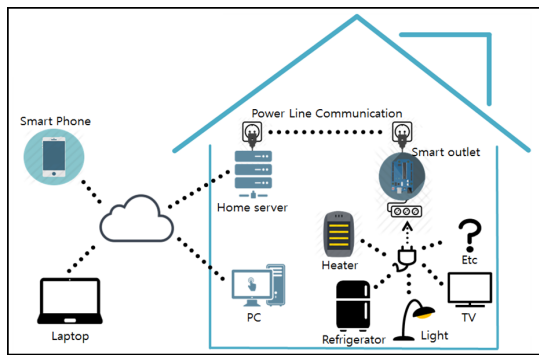 Power Line Communication
Smart Phone
Smart outlet
Home server
Heater
Etc
Laptop
PC
Refrigerator
Light
TV